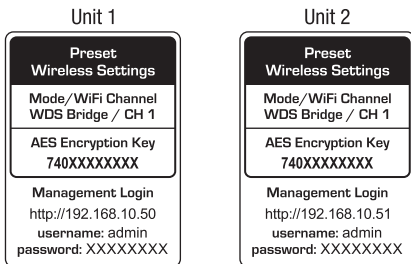 Unit 1
Preset
Wireless Settings
Mode/WiFi Channel
WDS Bridge / CH 1
AES Encryption Key
740XXXXXXXX
Management Login
http://192.168.10.50
username: admin
password: XXXXXXXX
Unit 2
Preset
Wireless Settings
Mode/WiFi Channel
WDS Bridge / CH 1
AES Encryption Key
740XXXXXXXX
Management Login
http://192.168.10.51
username: admin
password: XXXXXXXX